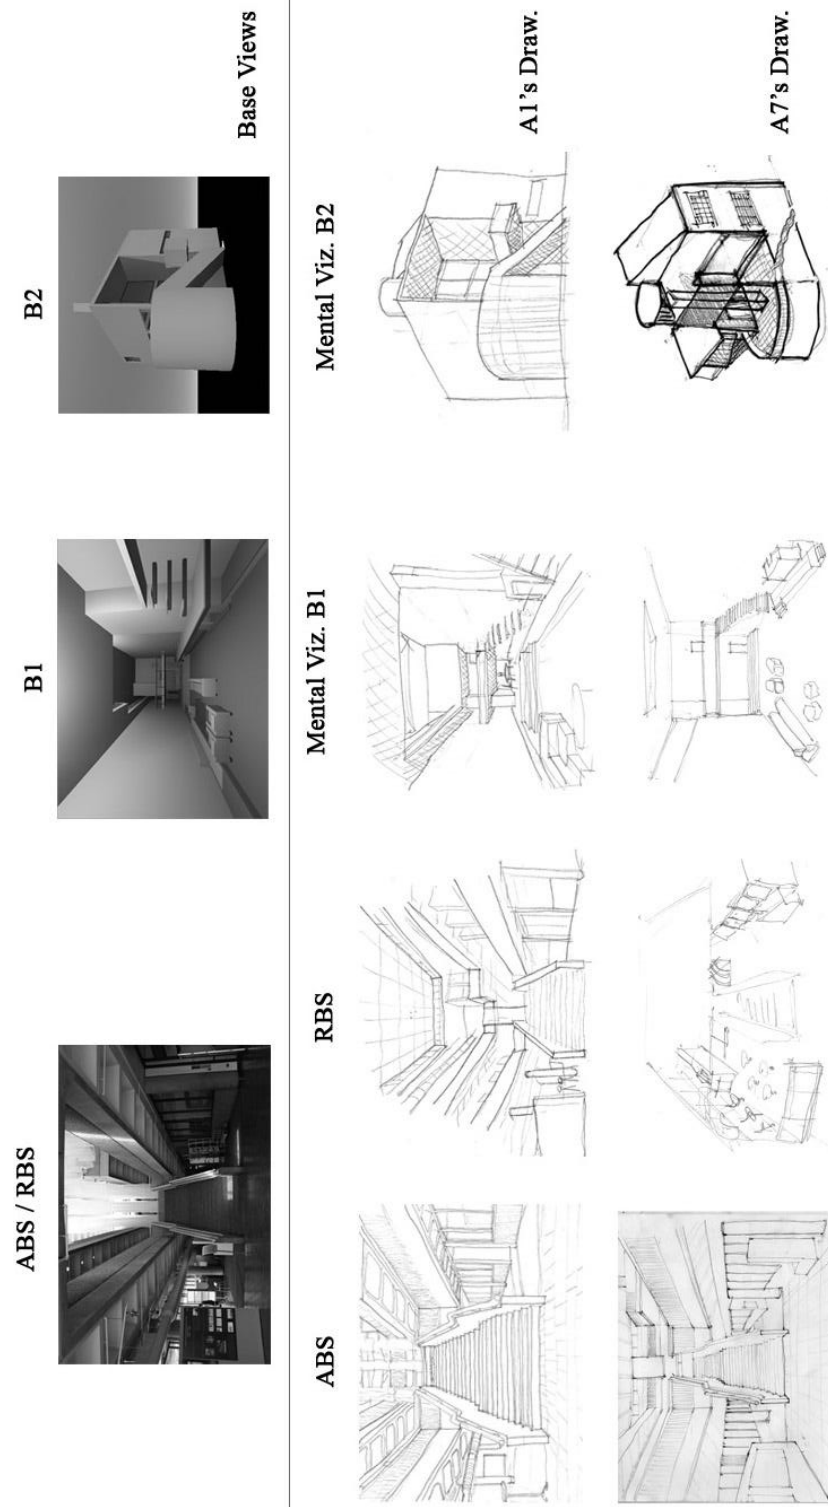 ABS / RBS
B1
B2
Base Views
ABS
RBS
Mental Viz. B1
Mental Viz. B2
A1's Draw.
A7's Draw.